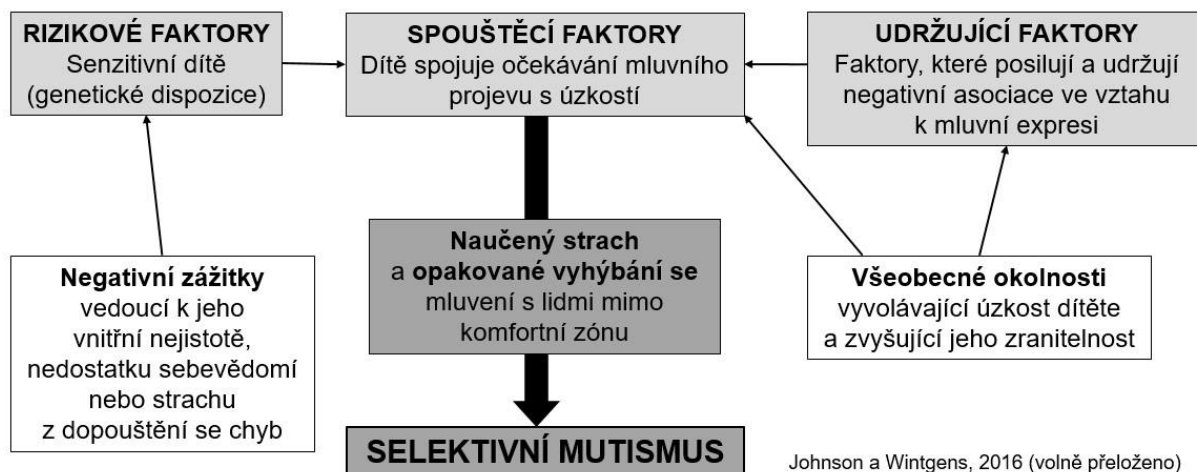 RIZIKOVÉ FAKTORY
Senzitivní dítě
(genetické dispozice)
SPOUŠTĚCÍ FAKTORY
Dítě spojuje očekávání mluvního
projevu s úzkostí
UDRŽUJÍCÍ FAKTORY
Faktory, které posilují a udržují
negativní asociace ve vztahu
k mluvní expresi
Negativní zážitky
vedoucí k jeho
vnitřní nejistotě,
nedostatku sebevědomí
nebo strachu
z dopouštění se chyb
Naučený strach
a opakované vyhýbání se
mluvení s lidmi mimo
komfortní zónu
Všeobecné okolnosti
vyvolávající úzkost dítěte
a zvyšující jeho zranitelnost
SELEKTIVNÍ MUTISMUS
Johnson a Wintgens, 2016 (volně přeloženo)